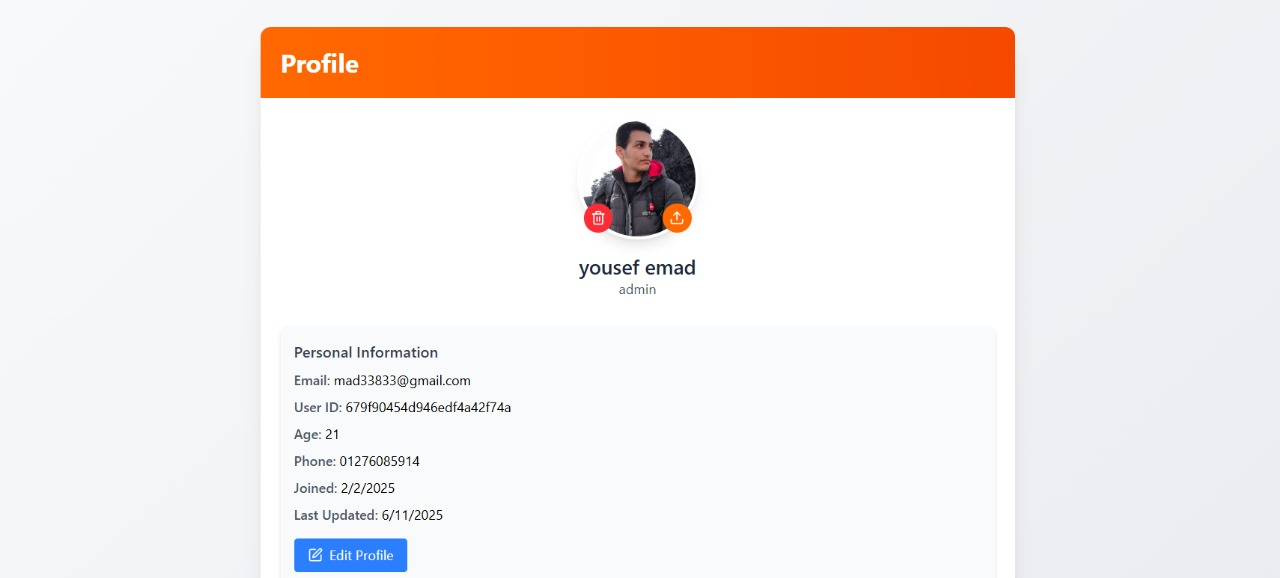 Profile
yousef emad
admin
Personal Information
Email: mad33833@gmail.com
User ID: 679f90454d946edf4a42f74a
Age: 21
Phone: 01276085914
Joined: 2/2/2025
Last Updated: 6/11/2025
Edit Profile